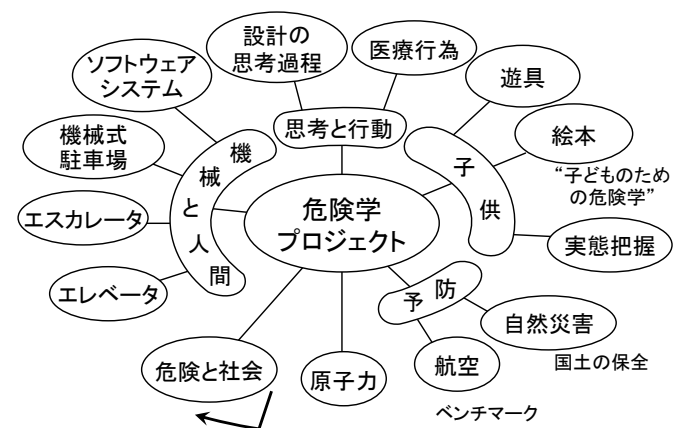 設計の
思考過程
医療行為
ソフトウェア
システム
遊具
思考と行動
絵本
機械式
駐車場
機械と人間
子供
“子どものため
の危険学”
危険学
プロジェクト
エスカレータ
実態把握
エレベータ
予防
自然災害
国土の保全
危険と社会
原子力
航空
ベンチマーク